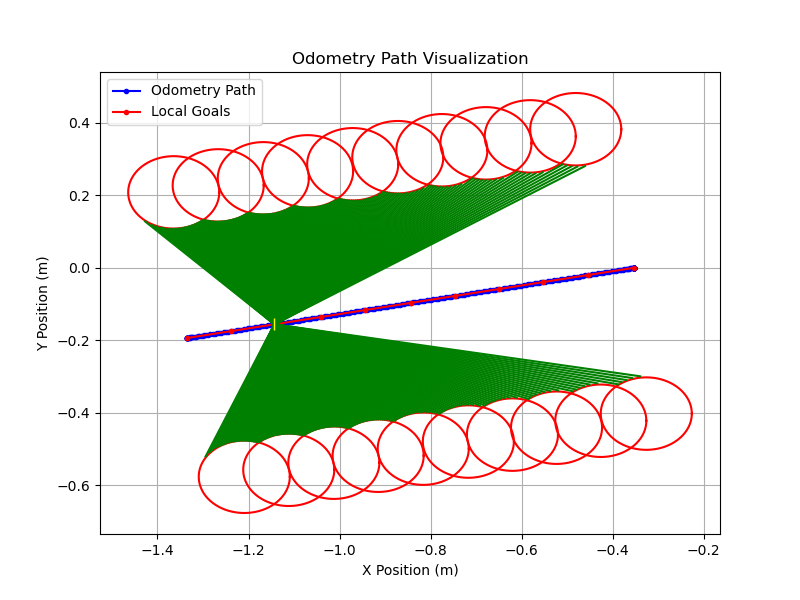 Odometry Path Visualization
Odometry Path
Local Goals
Y Position (m)
0.4
0.2
0.0
−0.2
−0.4
−0.6
−1.4
−1.2
−1.0
−0.8
−0.6
−0.4
−0.2
X Position (m)